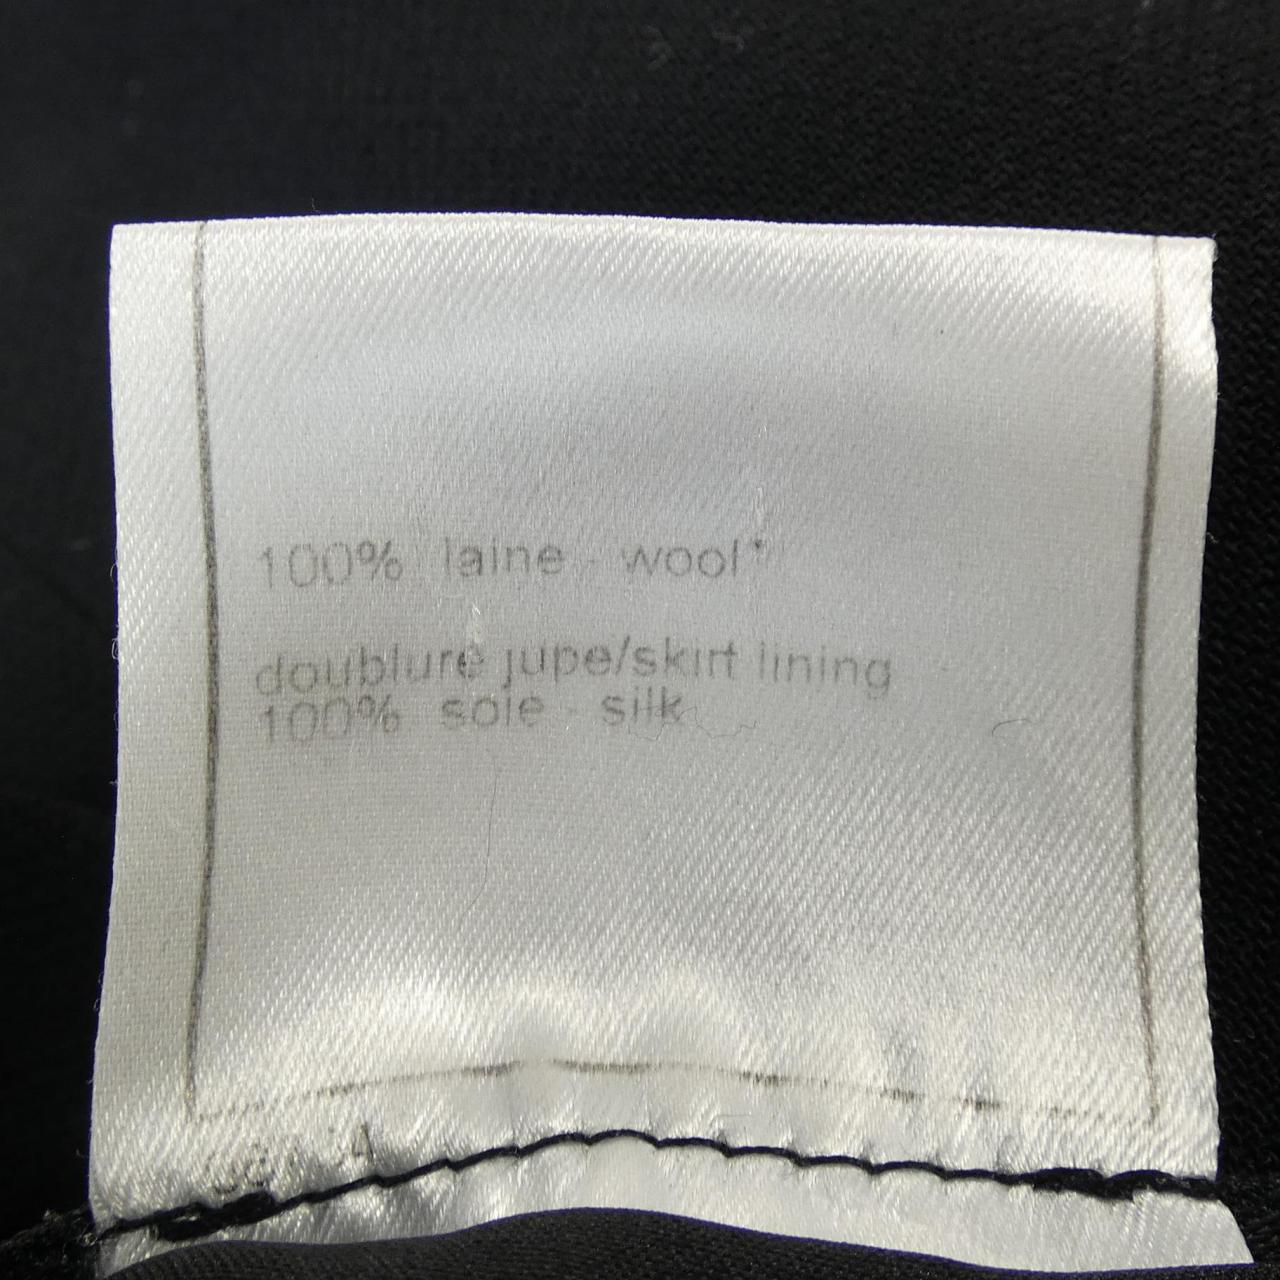 100% laine - wool*
doublure jupe/skirt lining
100% soie - silk